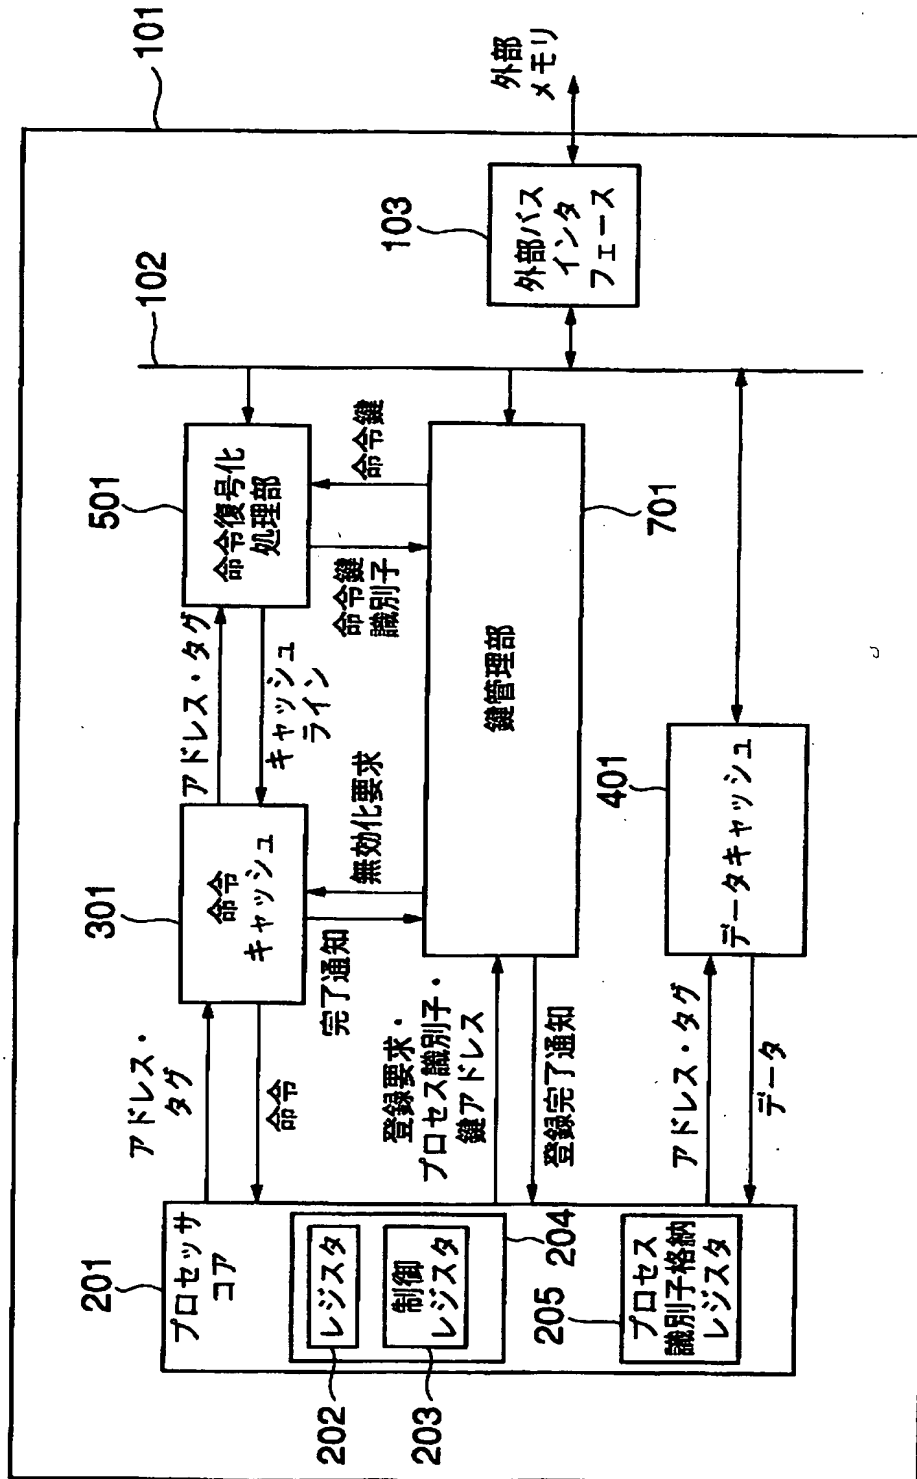 101
102
外部
メモリ
103
外部バス
インタ
フェース
501
命令復号化
処理部
命令鍵
命令鍵
識別子
701
鍵管理部
アドレス・タグ
キャッシュ
ライン
301
命令
キャッシュ
無効化要求
完了通知
401
データキャッシュ
アドレス・
タグ
命令
登録要求・
プロセス識別子・
鍵アドレス
登録完了通知
アドレス・タグ
データ
201
プロセッサ
コア
202
レジスタ
203
制御
レジスタ
204
205
プロセス
識別子格納
レジスタ